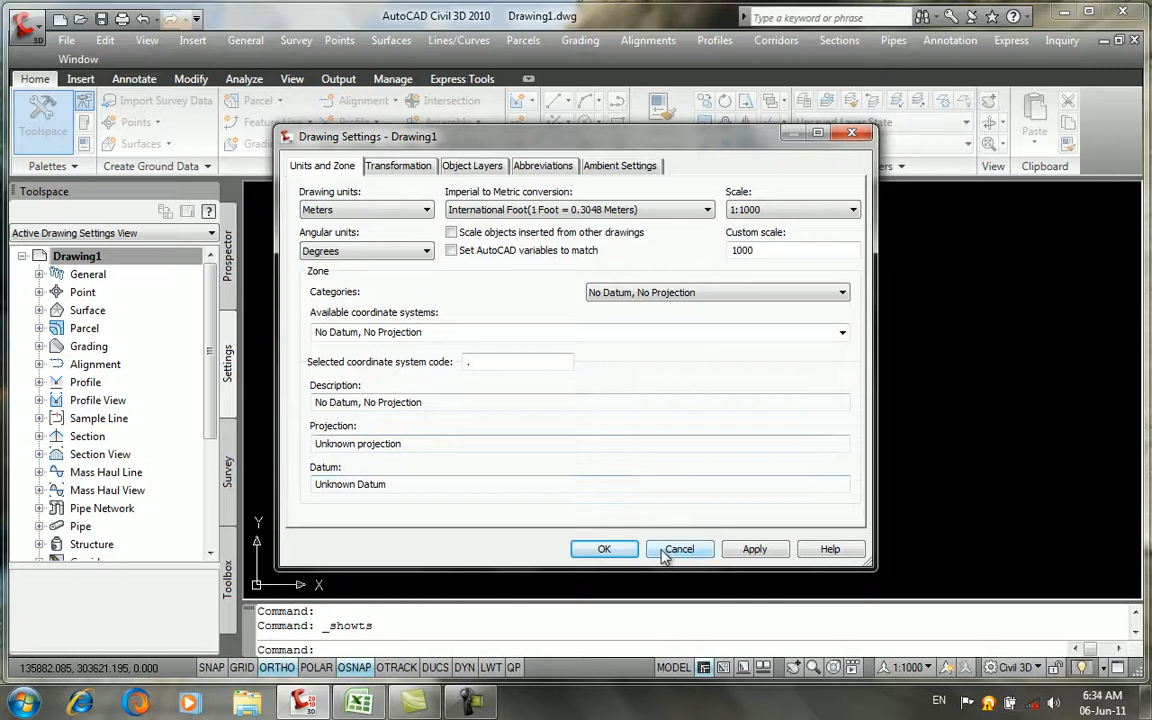 AutoCAD Civil 3D 2010 Drawing1.dwg
Type a keyword or phrase
File Edit View Insert General Survey Points Surfaces Lines/Curves Parcels Grading Alignments Profiles Corridors Sections Pipes Annotation Express Inquiry
Window
Home Insert Annotate Modify Analyze View Output Manage Express Tools
Import Survey Data
Parcel
Alignment
Intersection
Points
Toolspace
Surfaces
Paste
Palettes
Create Ground Data
View
Clipboard
Drawing Settings - Drawing1
Units and Zone Transformation Object Layers Abbreviations Ambient Settings
Drawing units:
Imperial to Metric conversion:
Scale:
Meters
International Foot(1 Foot = 0.3048 Meters)
1:1000
Angular units:
Scale objects inserted from other drawings
Custom scale:
Degrees
Set AutoCAD variables to match
1000
Zone
Categories:
No Datum, No Projection
Available coordinate systems:
No Datum, No Projection
Selected coordinate system code:
.
Description:
No Datum, No Projection
Projection:
Unknown projection
Datum:
Unknown Datum
OK Cancel Apply Help
Toolspace
Active Drawing Settings View
Drawing1
General
Point
Surface
Parcel
Grading
Alignment
Profile
Profile View
Sample Line
Section
Section View
Mass Haul Line
Mass Haul View
Pipe Network
Pipe
Structure
Prospector
Settings
Survey
Toolbox
Y
X
Command:
Command: _showts
Command:
135882.085, 303621.195, 0.000 SNAP GRID ORTHO POLAR OSNAP OTRACK DUCS DYN LWT QP MODEL 1:1000 Civil 3D
EN
6:34 AM
06-Jun-11